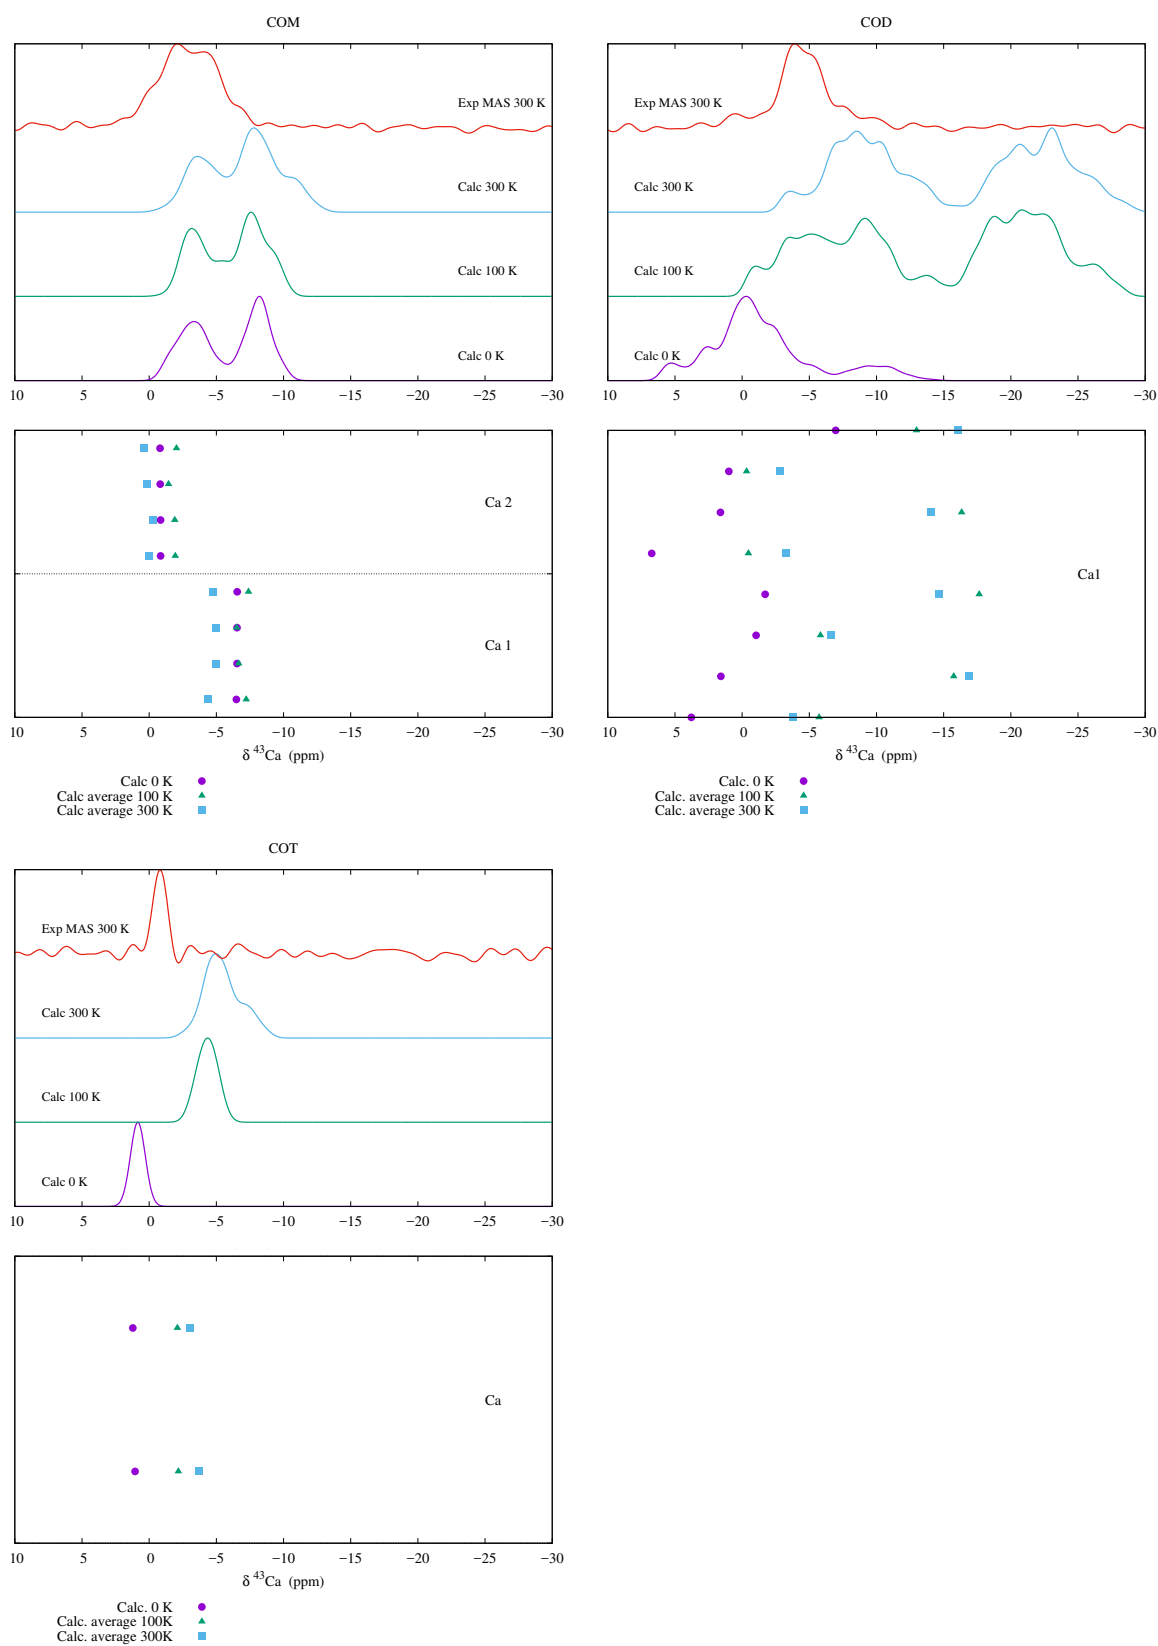 COM
Exp MAS 300 K
Calc 300 K
Calc 100 K
Calc 0 K
10 5 0 −5 −10 −15 −20 −25 −30
Ca 2
Ca 1
10 5 0 −5 −10 −15 −20 −25 −30
δ 43Ca (ppm)
Calc 0 K
Calc average 100 K
Calc average 300 K
COD
Exp MAS 300 K
Calc 300 K
Calc 100 K
Calc 0 K
10 5 0 −5 −10 −15 −20 −25 −30
Ca1
10 5 0 −5 −10 −15 −20 −25 −30
δ 43Ca (ppm)
Calc. 0 K
Calc. average 100 K
Calc. average 300 K
COT
Exp MAS 300 K
Calc 300 K
Calc 100 K
Calc 0 K
10 5 0 −5 −10 −15 −20 −25 −30
Ca
10 5 0 −5 −10 −15 −20 −25 −30
δ 43Ca (ppm)
Calc. 0 K
Calc. average 100K
Calc. average 300K